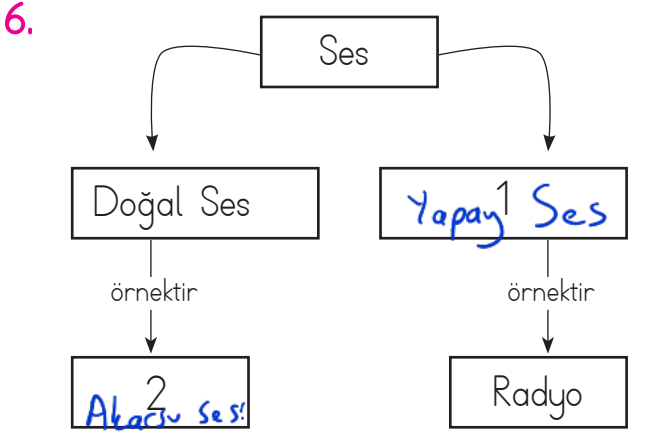 6.
Ses
Doğal Ses
1
Yapay Ses
örnektir
örnektir
2
Akarsu Sesi
Radyo